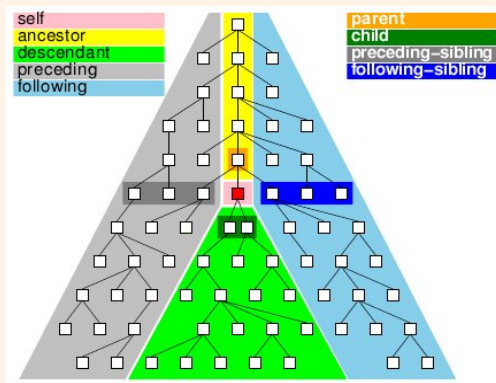 self
ancestor
descendant
preceding
following
parent
child
preceding-sibling
following-sibling